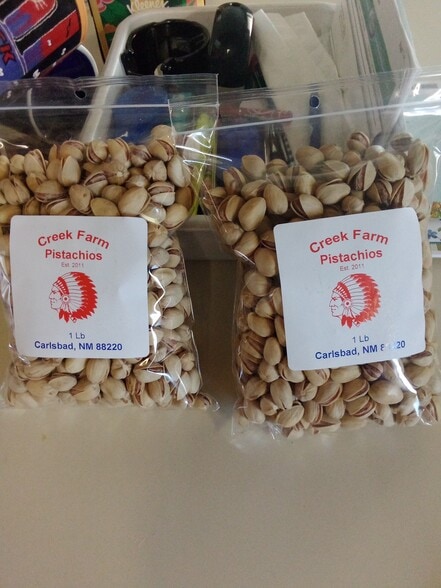 Creek Farm
Pistachios
Est. 2011
1 Lb
Carlsbad, NM 88220
Creek Farm
Pistachios
Est. 2011
1 Lb
Carlsbad, NM 88220